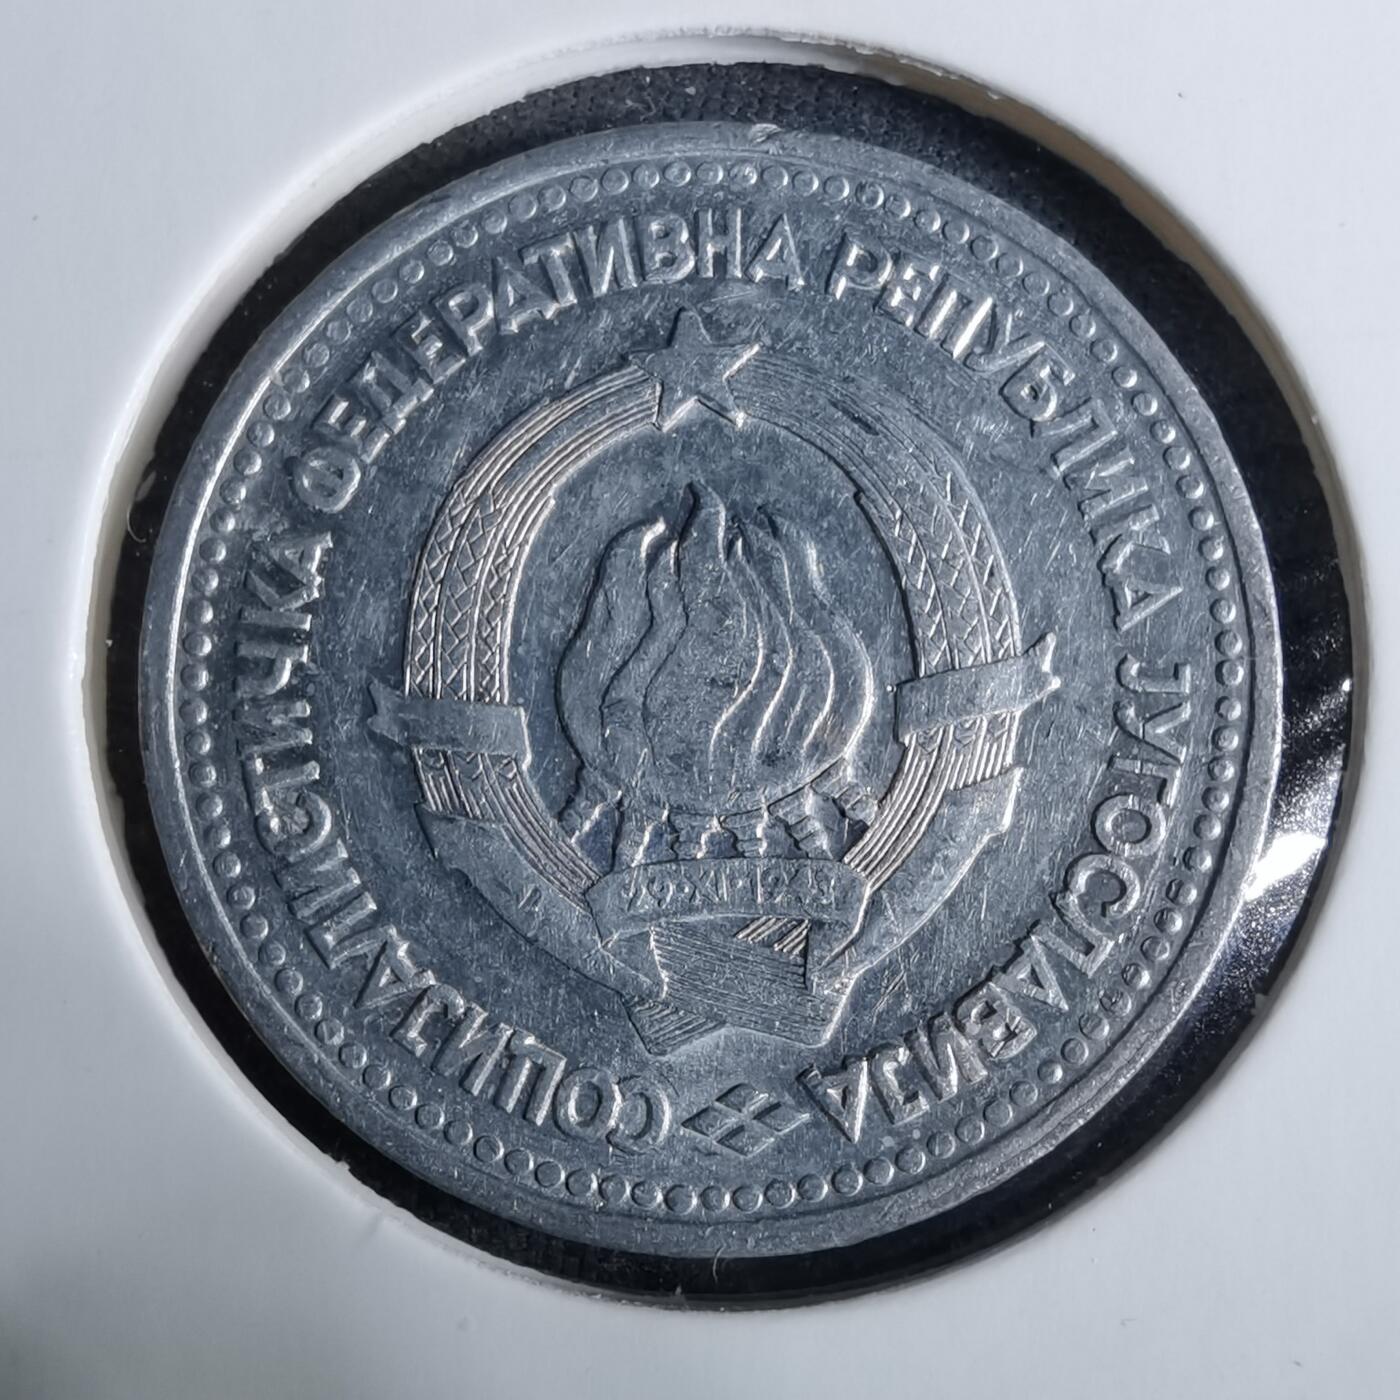 СОЦИЈАЛИСТИЧКА ФЕДЕРАТИВНА РЕПУБЛИКА ЈУГОСЛАВИЈА
29·XI·1943